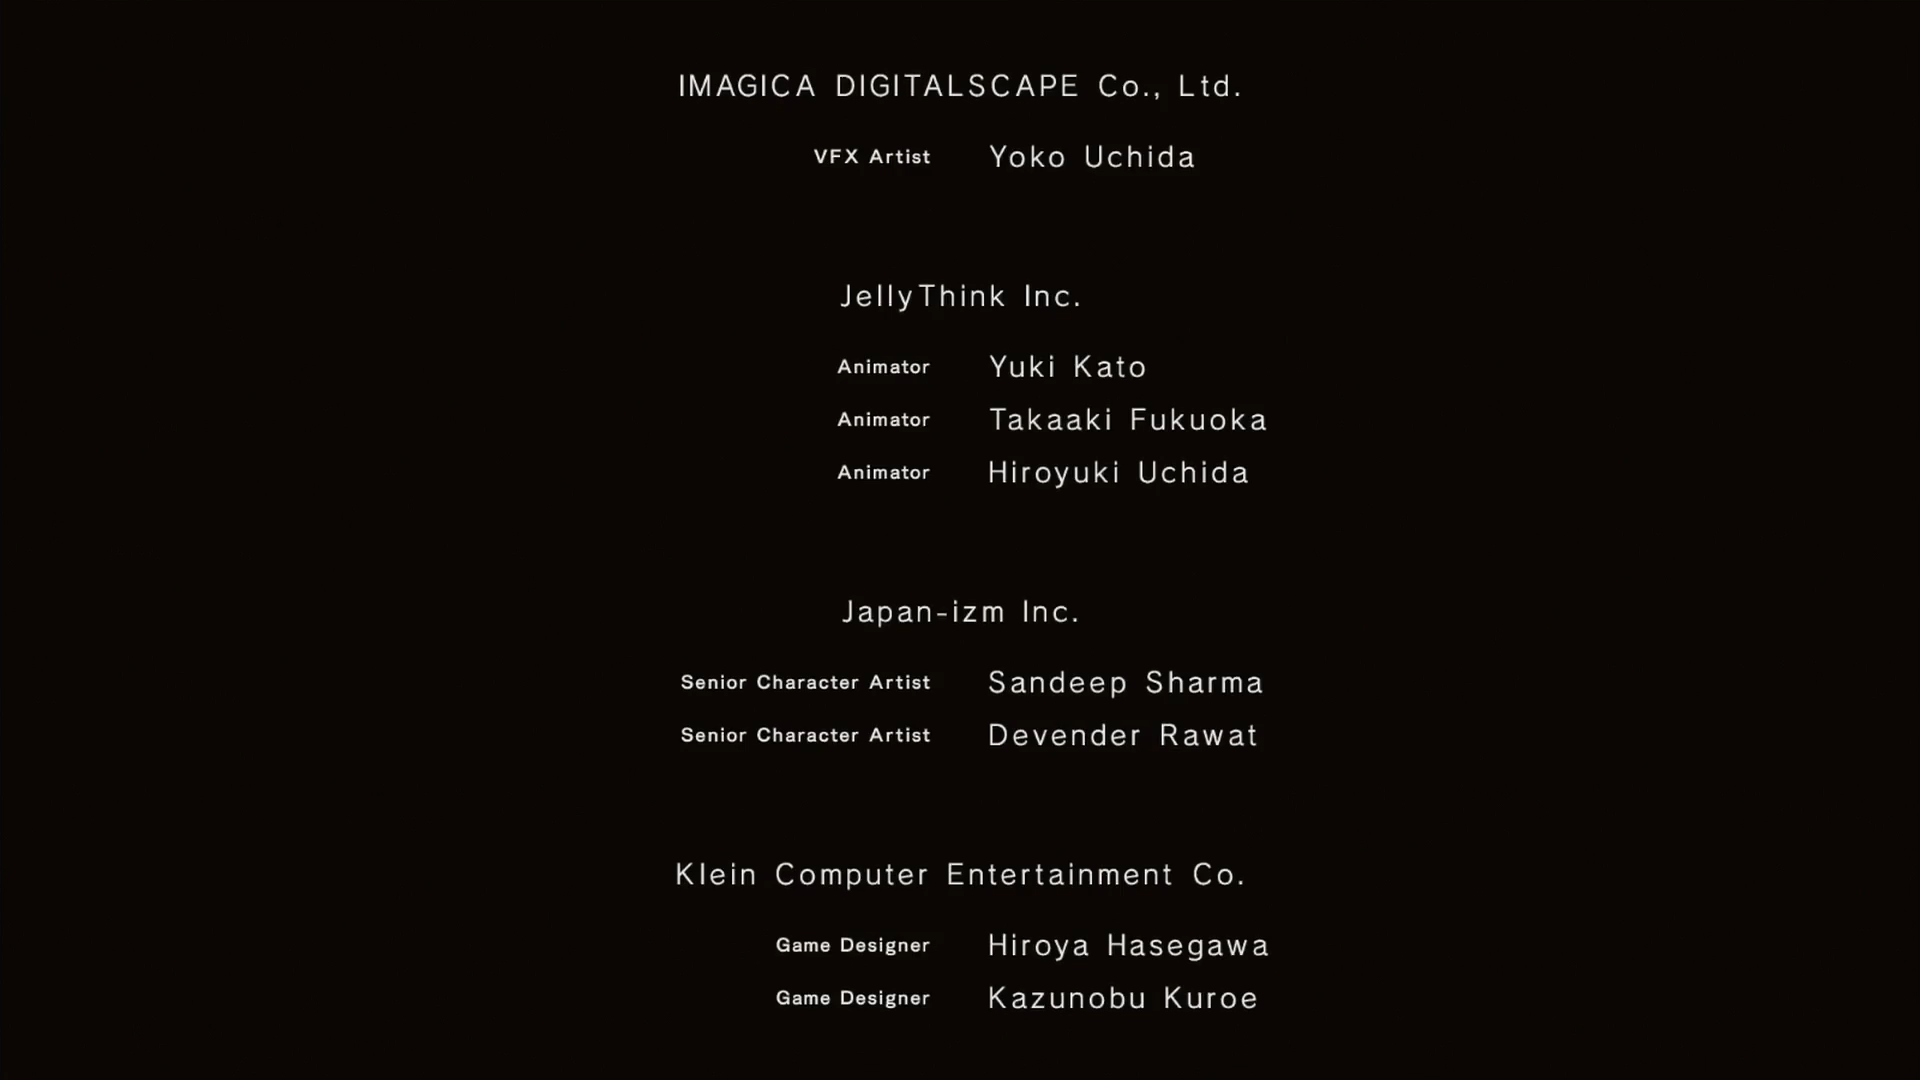 IMAGICA DIGITALSCAPE Co., Ltd.
VFX Artist Yoko Uchida
JellyThink Inc.
Animator Yuki Kato
Animator Takaaki Fukuoka
Animator Hiroyuki Uchida
Japan-izm Inc.
Senior Character Artist Sandeep Sharma
Senior Character Artist Devender Rawat
Klein Computer Entertainment Co.
Game Designer Hiroya Hasegawa
Game Designer Kazunobu Kuroe